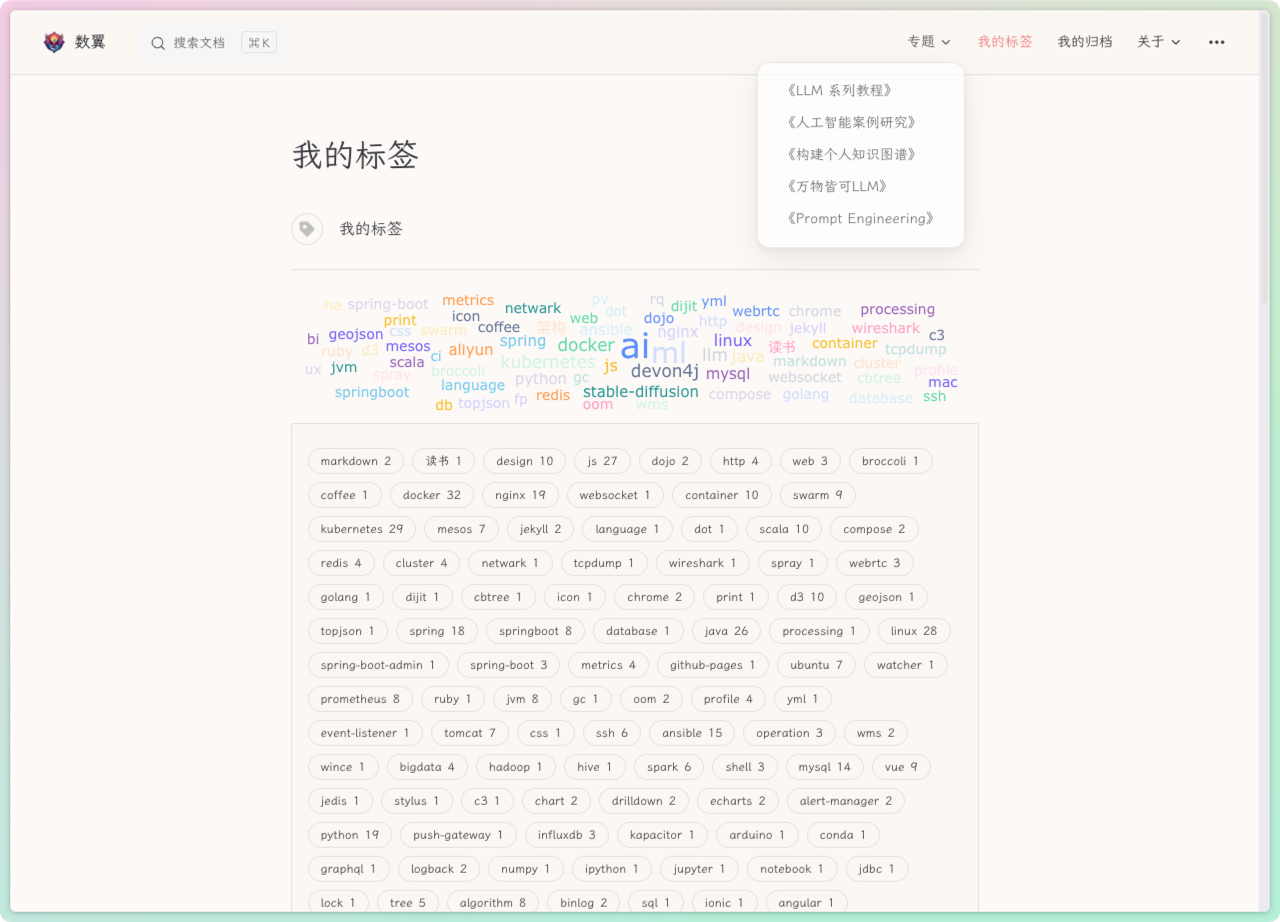 数翼 搜索文档 ⌘ K 专题 我的标签 我的归档 关于 •••
《LLM 系列教程》
《人工智能案例研究》
《构建个人知识图谱》
《万物皆可LLM》
《Prompt Engineering》
我的标签
我的标签
ha spring-boot metrics icon netwark pv dot web rq dijit yml webrtc chrome processing
print css swarm coffee 架构 ansible dojo nginx http design jekyll wireshark c3
bi geojson mesos spring docker ai ml linux 读书 container tcpdump
ruby d3 scala ci aliyun kubernetes js llm java markdown cluster
ux jvm spray broccoli python gc devon4j mysql websocket cbtree profile mac
springboot language redis stable-diffusion compose golang database ssh
db topjson fp oom wms
markdown 2 读书 1 design 10 js 27 dojo 2 http 4 web 3 broccoli 1
coffee 1 docker 32 nginx 19 websocket 1 container 10 swarm 9
kubernetes 29 mesos 7 jekyll 2 language 1 dot 1 scala 10 compose 2
redis 4 cluster 4 netwark 1 tcpdump 1 wireshark 1 spray 1 webrtc 3
golang 1 dijit 1 cbtree 1 icon 1 chrome 2 print 1 d3 10 geojson 1
topjson 1 spring 18 springboot 8 database 1 java 26 processing 1 linux 28
spring-boot-admin 1 spring-boot 3 metrics 4 github-pages 1 ubuntu 7 watcher 1
prometheus 8 ruby 1 jvm 8 gc 1 oom 2 profile 4 yml 1
event-listener 1 tomcat 7 css 1 ssh 6 ansible 15 operation 3 wms 2
wince 1 bigdata 4 hadoop 1 hive 1 spark 6 shell 3 mysql 14 vue 9
jedis 1 stylus 1 c3 1 chart 2 drilldown 2 echarts 2 alert-manager 2
python 19 push-gateway 1 influxdb 3 kapacitor 1 arduino 1 conda 1
graphql 1 logback 2 numpy 1 ipython 1 jupyter 1 notebook 1 jdbc 1
lock 1 tree 5 algorithm 8 binlog 2 sql 1 ionic 1 angular 1